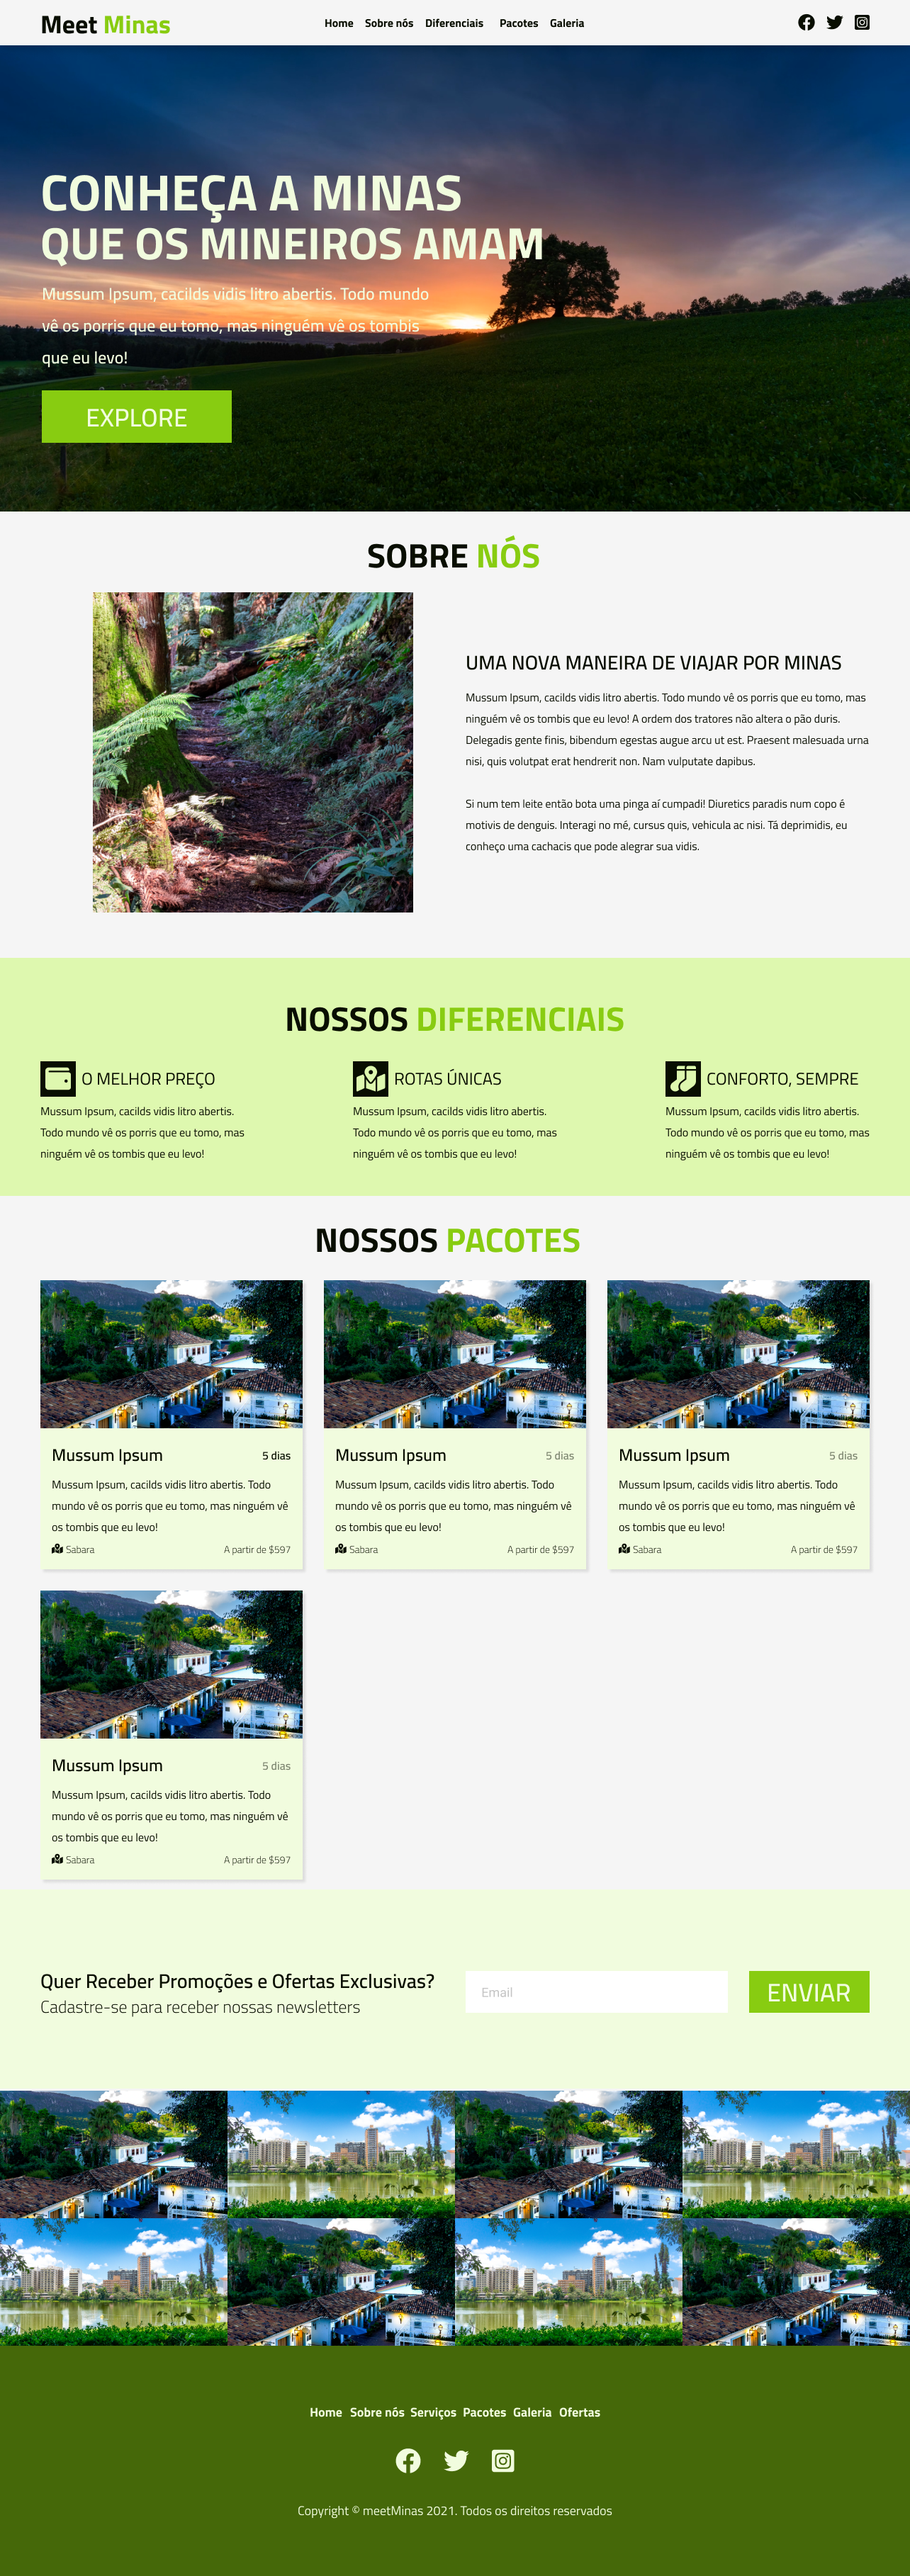 Meet Minas
Home Sobre nós Diferenciais Pacotes Galeria
CONHEÇA A MINAS
QUE OS MINEIROS AMAM
Mussum Ipsum, cacilds vidis litro abertis. Todo mundo
vê os porris que eu tomo, mas ninguém vê os tombis
que eu levo!
EXPLORE
SOBRE NÓS
UMA NOVA MANEIRA DE VIAJAR POR MINAS
Mussum Ipsum, cacilds vidis litro abertis. Todo mundo vê os porris que eu tomo, mas
ninguém vê os tombis que eu levo! A ordem dos tratores não altera o pão duris.
Delegadis gente finis, bibendum egestas augue arcu ut est. Praesent malesuada urna
nisi, quis volutpat erat hendrerit non. Nam vulputate dapibus.
Si num tem leite então bota uma pinga aí cumpadi! Diuretics paradis num copo é
motivis de denguis. Interagi no mé, cursus quis, vehicula ac nisi. Tá deprimidis, eu
conheço uma cachacis que pode alegrar sua vidis.
NOSSOS DIFERENCIAIS
O MELHOR PREÇO
Mussum Ipsum, cacilds vidis litro abertis.
Todo mundo vê os porris que eu tomo, mas
ninguém vê os tombis que eu levo!
ROTAS ÚNICAS
Mussum Ipsum, cacilds vidis litro abertis.
Todo mundo vê os porris que eu tomo, mas
ninguém vê os tombis que eu levo!
CONFORTO, SEMPRE
Mussum Ipsum, cacilds vidis litro abertis.
Todo mundo vê os porris que eu tomo, mas
ninguém vê os tombis que eu levo!
NOSSOS PACOTES
Mussum Ipsum 5 dias
Mussum Ipsum, cacilds vidis litro abertis. Todo
mundo vê os porris que eu tomo, mas ninguém vê
os tombis que eu levo!
Sabara A partir de $597
Mussum Ipsum 5 dias
Mussum Ipsum, cacilds vidis litro abertis. Todo
mundo vê os porris que eu tomo, mas ninguém vê
os tombis que eu levo!
Sabara A partir de $597
Mussum Ipsum 5 dias
Mussum Ipsum, cacilds vidis litro abertis. Todo
mundo vê os porris que eu tomo, mas ninguém vê
os tombis que eu levo!
Sabara A partir de $597
Mussum Ipsum 5 dias
Mussum Ipsum, cacilds vidis litro abertis. Todo
mundo vê os porris que eu tomo, mas ninguém vê
os tombis que eu levo!
Sabara A partir de $597
Quer Receber Promoções e Ofertas Exclusivas?
Cadastre-se para receber nossas newsletters
Email
ENVIAR
Home Sobre nós Serviços Pacotes Galeria Ofertas
Copyright © meetMinas 2021. Todos os direitos reservados